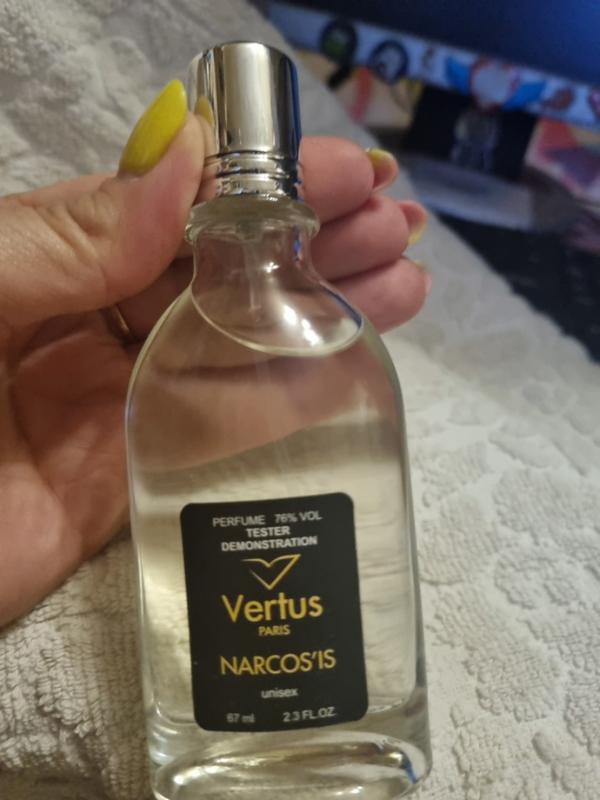 PERFUME 76% VOL
TESTER
DEMONSTRATION
Vertus
PARIS
NARCOS'IS
unisex
67 ml 2.3 FL.OZ.